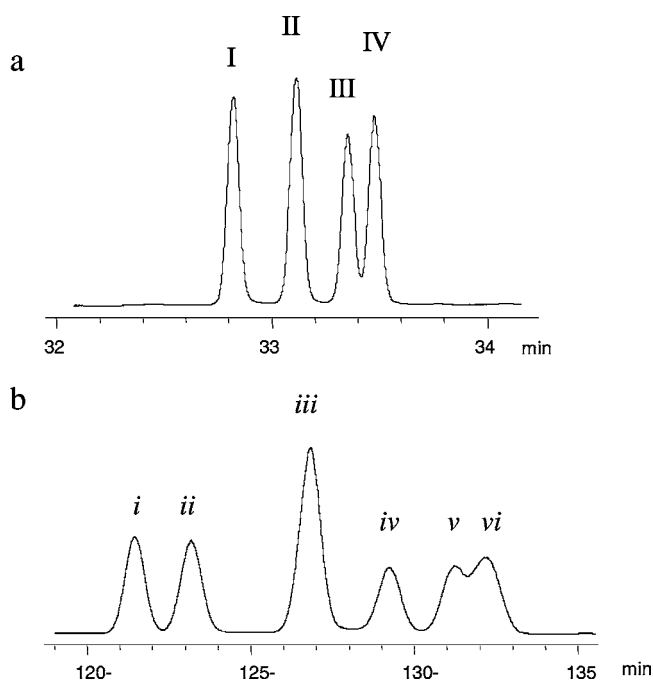 a
I II III IV
32 33 34 min
b
i ii iii iv v vi
120- 125- 130- 135 min